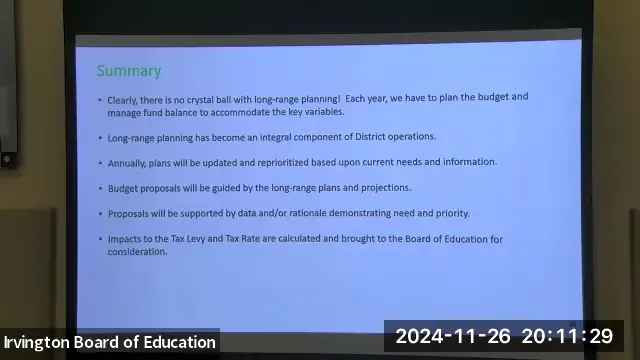 Summary
• Clearly, there is no crystal ball with long-range planning! Each year, we have to plan the budget and
manage fund balance to accommodate the key variables.
• Long-range planning has become an integral component of District operations.
• Annually, plans will be updated and reprioritized based upon current needs and information.
• Budget proposals will be guided by the long-range plans and projections.
• Proposals will be supported by data and/or rationale demonstrating need and priority.
• Impacts to the Tax Levy and Tax Rate are calculated and brought to the Board of Education for
consideration.
Irvington Board of Education
2024-11-26 20:11:29